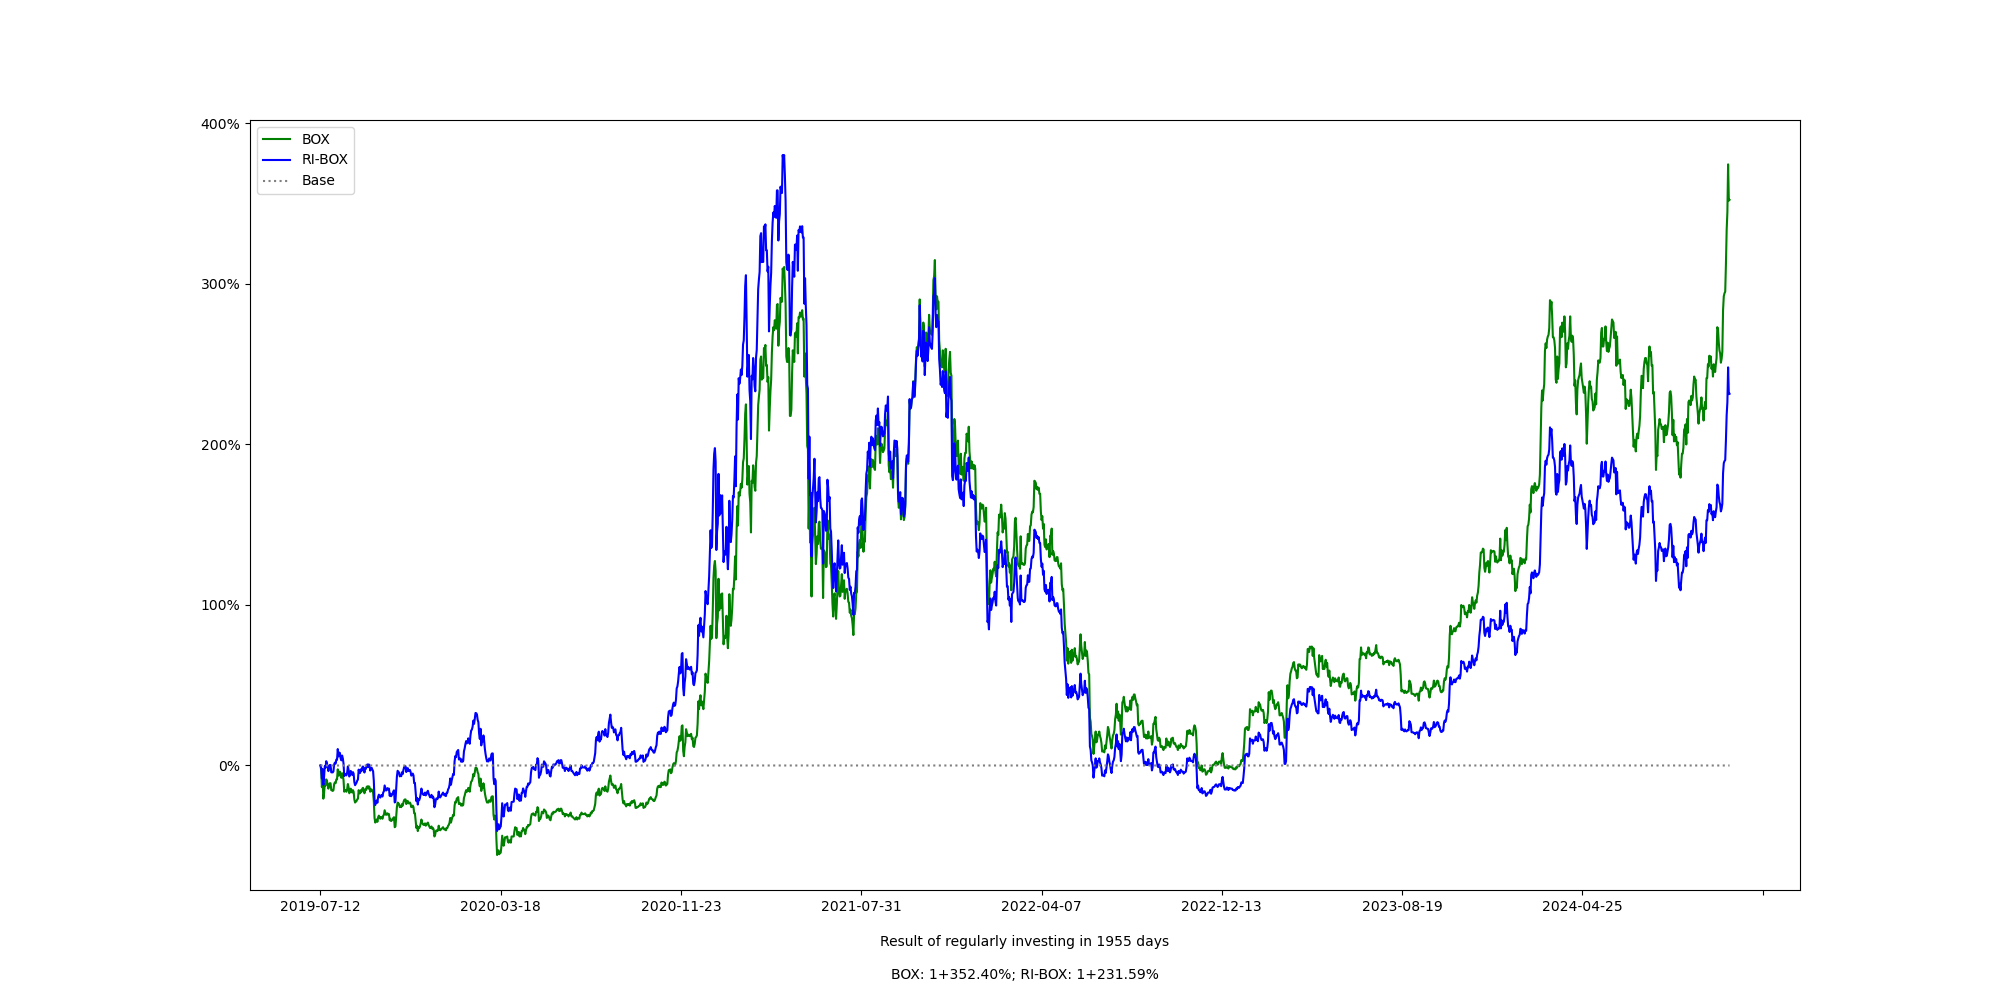 400%
300%
200%
100%
0%
BOX
RI-BOX
Base
2019-07-12 2020-03-18 2020-11-23 2021-07-31 2022-04-07 2022-12-13 2023-08-19 2024-04-25
Result of regularly investing in 1955 days
BOX: 1+352.40%; RI-BOX: 1+231.59%